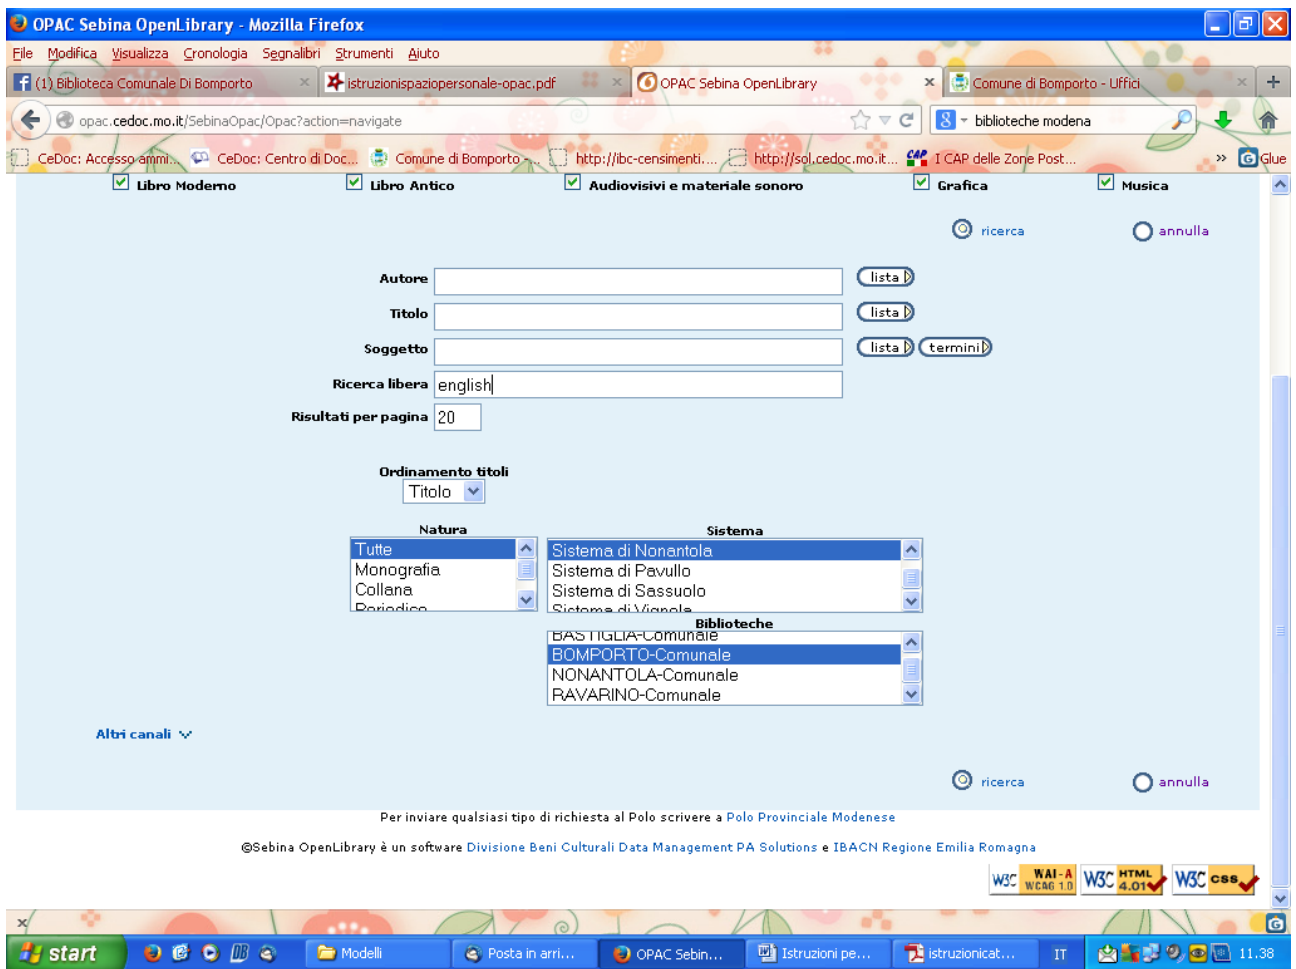 OPAC Sebina OpenLibrary - Mozilla Firefox
File Modifica Visualizza Cronologia Segnalibri Strumenti Aiuto
(1) Biblioteca Comunale Di Bomporto × istruzionispaziopersonale-opac.pdf × OPAC Sebina OpenLibrary × Comune di Bomporto - Uffici × +
opac.cedoc.mo.it/SebinaOpac/Opac?action=navigate biblioteche modena
CeDoc: Accesso ammi... CeDoc: Centro di Doc... Comune di Bomporto -... http://ibc-censimenti.... http://sol.cedoc.mo.it... CAP I CAP delle Zone Post... » Glue
Libro Moderno Libro Antico Audiovisivi e materiale sonoro Grafica Musica
ricerca annulla
Autore lista
Titolo lista
Soggetto lista termini
Ricerca libera english
Risultati per pagina 20
Ordinamento titoli
Titolo
Natura Sistema
Tutte Sistema di Nonantola
Monografia Sistema di Pavullo
Collana Sistema di Sassuolo
Periodico Sistema di Vignola
Biblioteche
BASTIGLIA-Comunale
BOMPORTO-Comunale
NONANTOLA-Comunale
RAVARINO-Comunale
Altri canali
ricerca annulla
Per inviare qualsiasi tipo di richiesta al Polo scrivere a Polo Provinciale Modenese
©Sebina OpenLibrary è un software Divisione Beni Culturali Data Management PA Solutions e IBACN Regione Emilia Romagna
W3C WAI-A WCAG 1.0 W3C HTML 4.01 W3C css
x
start Modelli Posta in arri... OPAC Sebin... Istruzioni pe... istruzionicat... IT 11.38